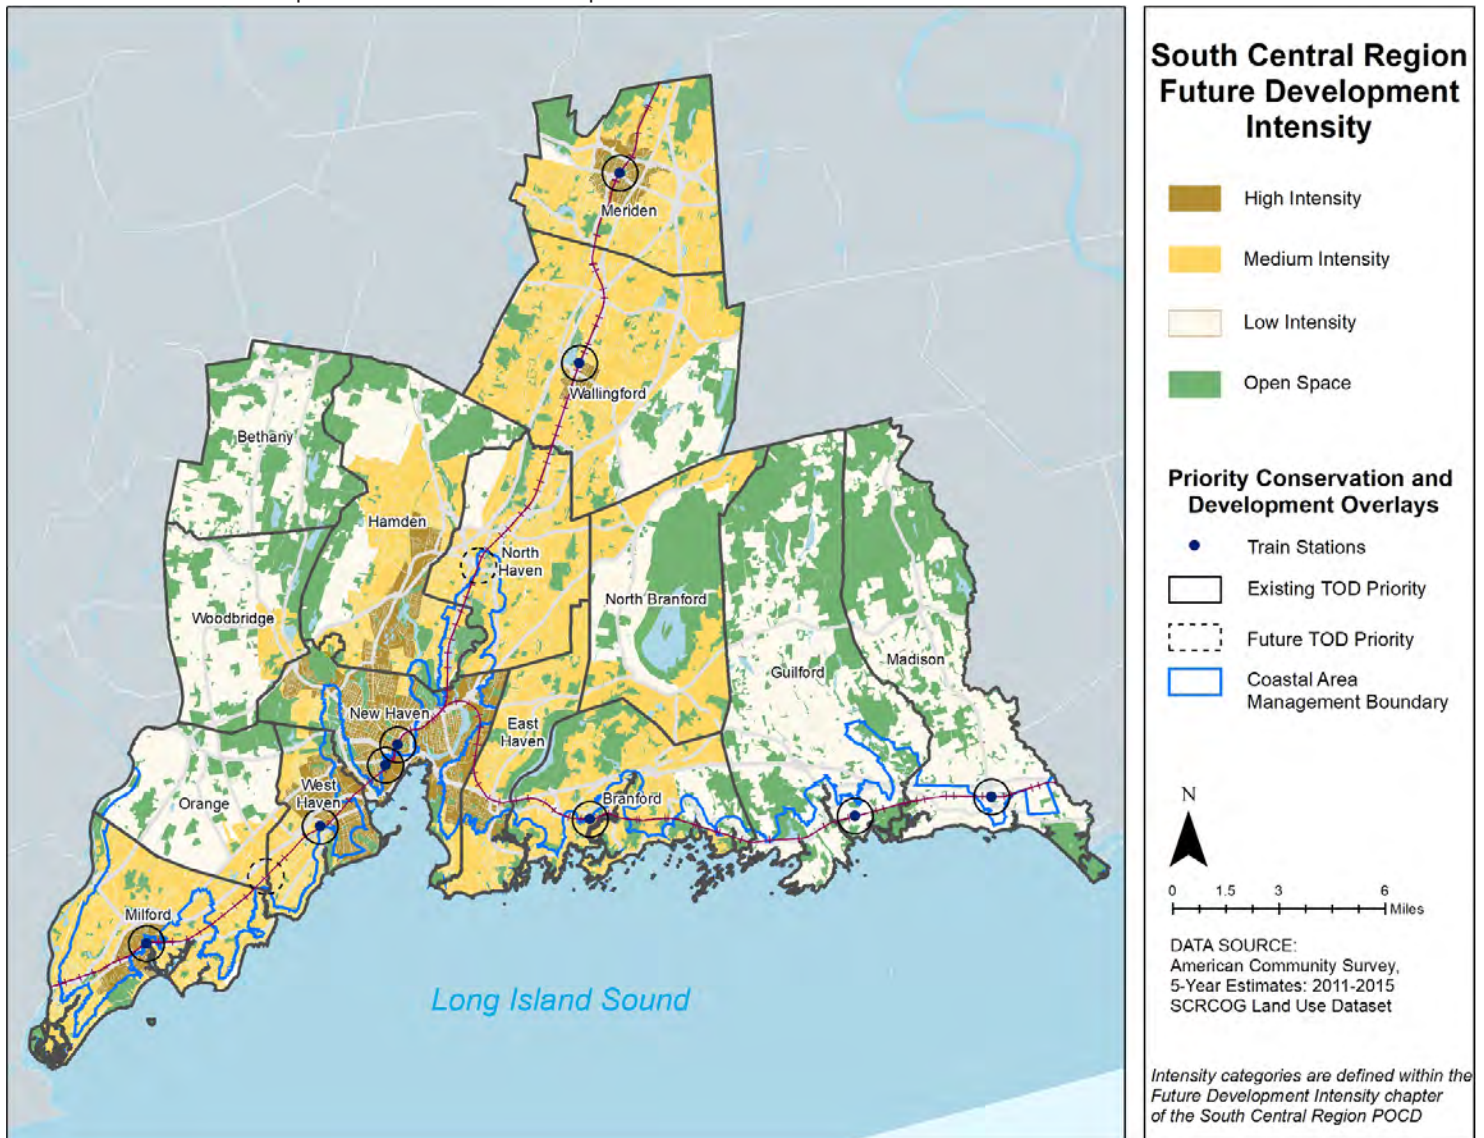 South Central Region
Future Development
Intensity
High Intensity
Medium Intensity
Low Intensity
Open Space
Priority Conservation and
Development Overlays
Train Stations
Existing TOD Priority
Future TOD Priority
Coastal Area
Management Boundary
N
0 1.5 3 6
Miles
DATA SOURCE:
American Community Survey,
5-Year Estimates: 2011-2015
SCRCOG Land Use Dataset
Intensity categories are defined within the
Future Development Intensity chapter
of the South Central Region POCD
Meriden
Wallingford
Bethany
Hamden
North
Haven
North Branford
Woodbridge
Madison
Guilford
New Haven
East
Haven
West
Haven
Orange
Branford
Milford
Long Island Sound